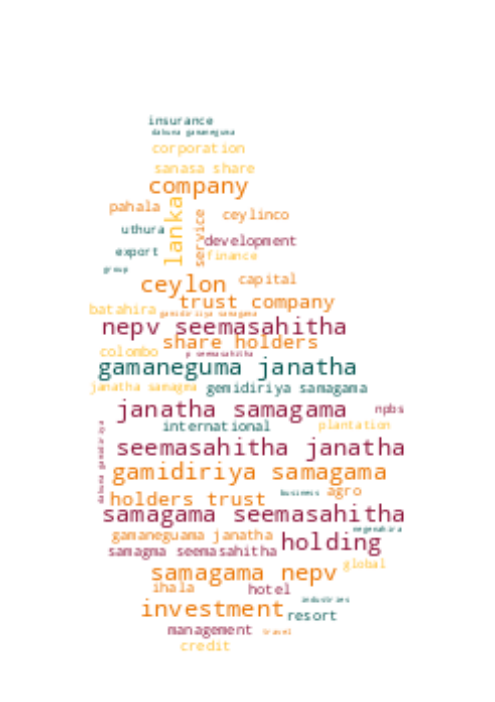 insurance
dakuna gamaneguma
corporation
sanasa share
company
pahala
lanka
service
ceylinco
uthura
development
export
finance
group
ceylon
capital
trust company
batahira
gamidiriya samagama
nepv seemasahitha
share holders
colombo
p seemasahitha
gamaneguma janatha
janatha samagma
gemidiriya samagama
janatha samagama
npbs
international
plantation
dakuna gamidiriya
seemasahitha janatha
gamidiriya samagama
holders trust
business
agro
samagama seemasahitha
negenahira
gamaneguama janatha
holding
samagma seemasahitha
samagama nepv
global
ihala
hotel
industries
investment
resort
management
travel
credit